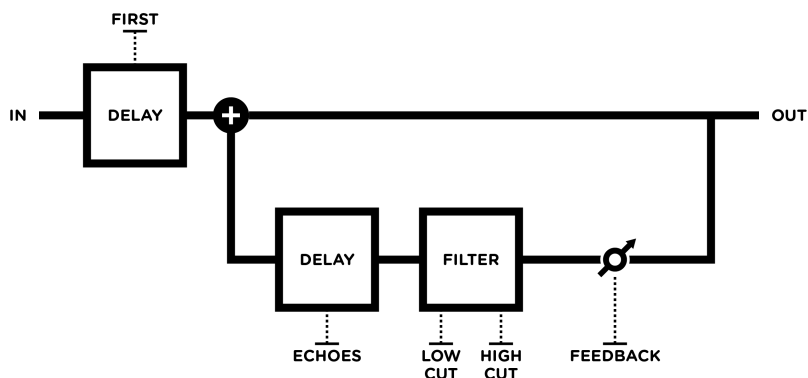 FIRST
IN
DELAY
+
OUT
DELAY
FILTER
ECHOES
LOW
CUT
HIGH
CUT
FEEDBACK